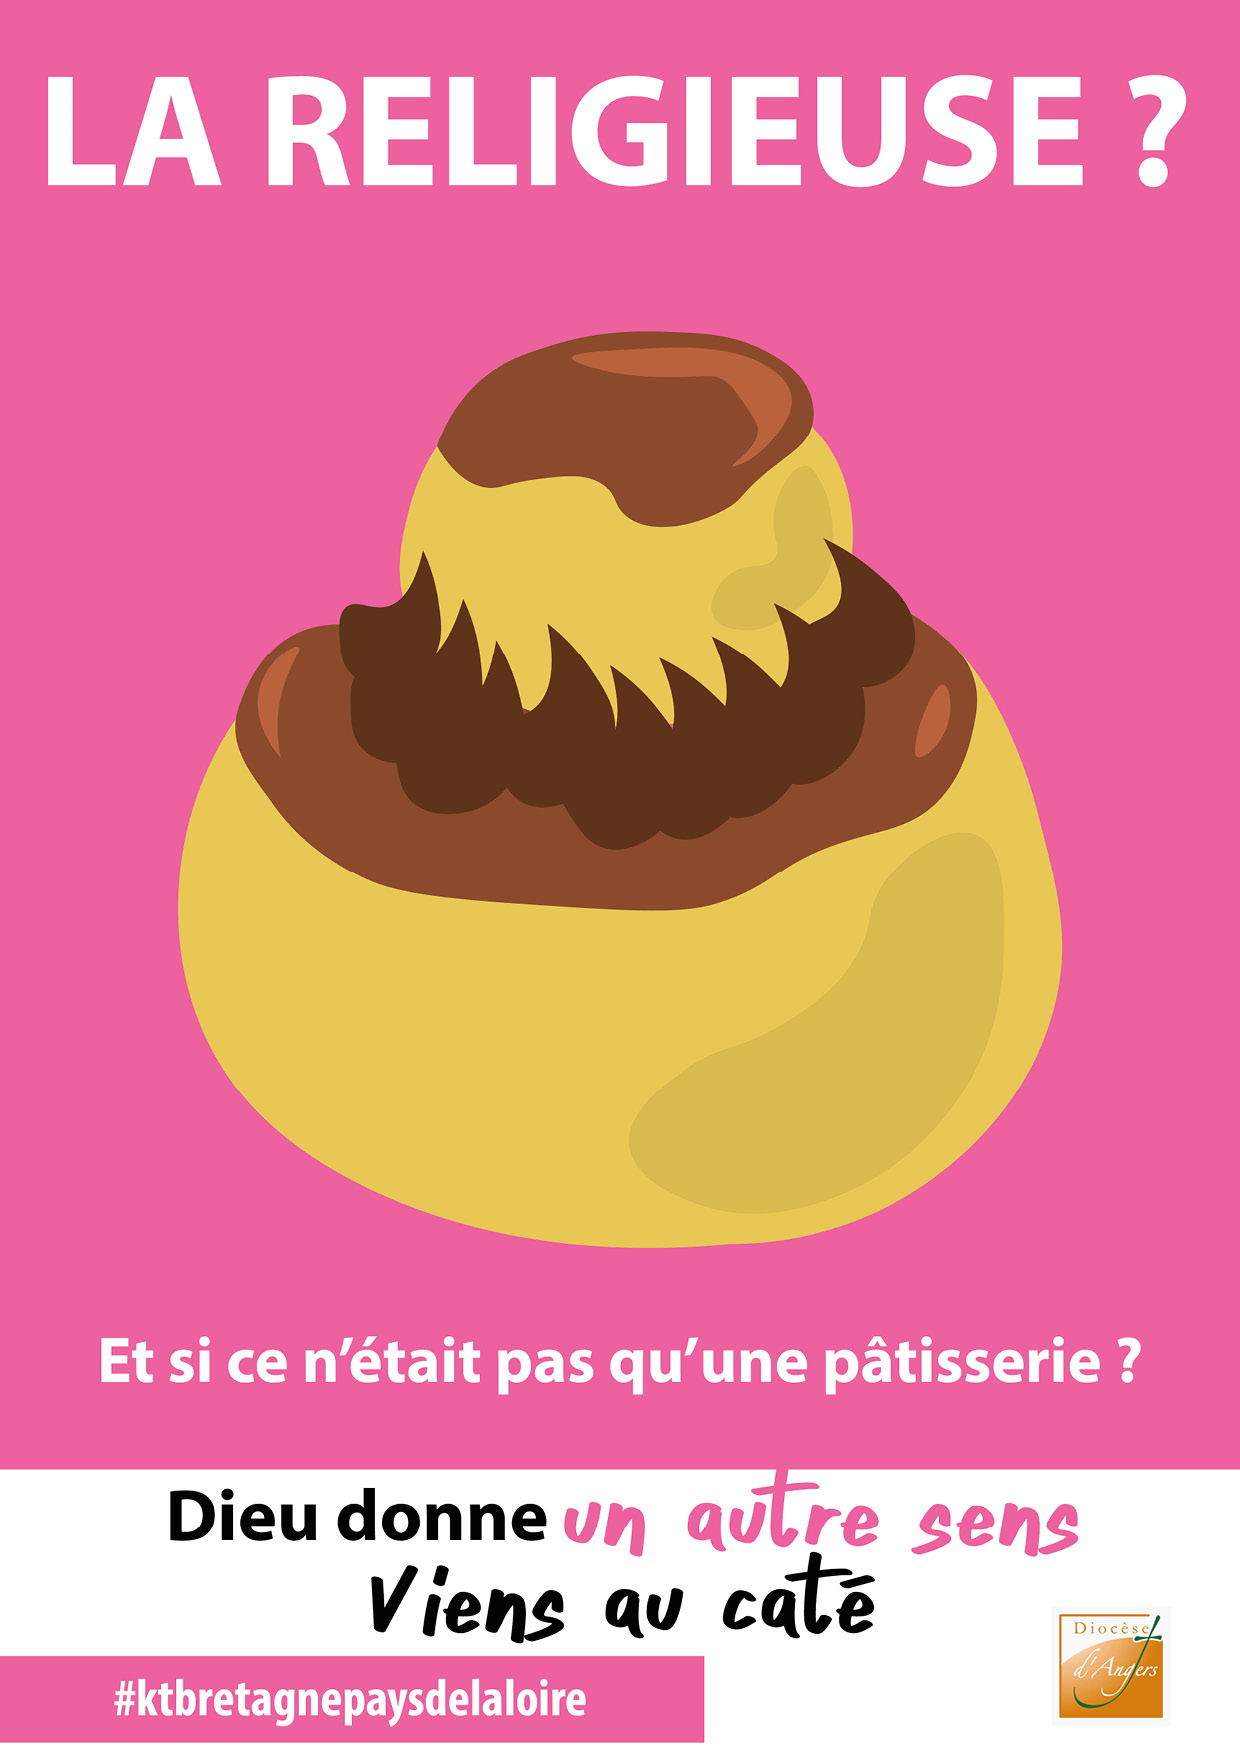 LA RELIGIEUSE ?
Et si ce n’était pas qu’une pâtisserie ?
Dieu donne un autre sens
Viens au caté
Diocèse
d'Angers
#ktbretagnepaysdelaloire